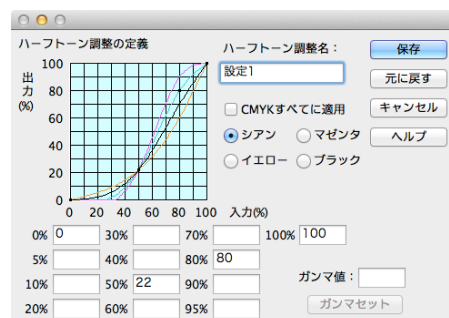 ハーフトーン調整の定義
ハーフトーン調整名：
保存
設定1
元に戻す
CMYKすべてに適用
キャンセル
シアン マゼンタ
ヘルプ
イエロー ブラック
出力(%)
100
80
60
40
20
0
0 20 40 60 80 100 入力(%)
0% 0 30% 70% 100% 100
5% 40% 80% 80
10% 50% 22 90% ガンマ値：
20% 60% 95% ガンマセット